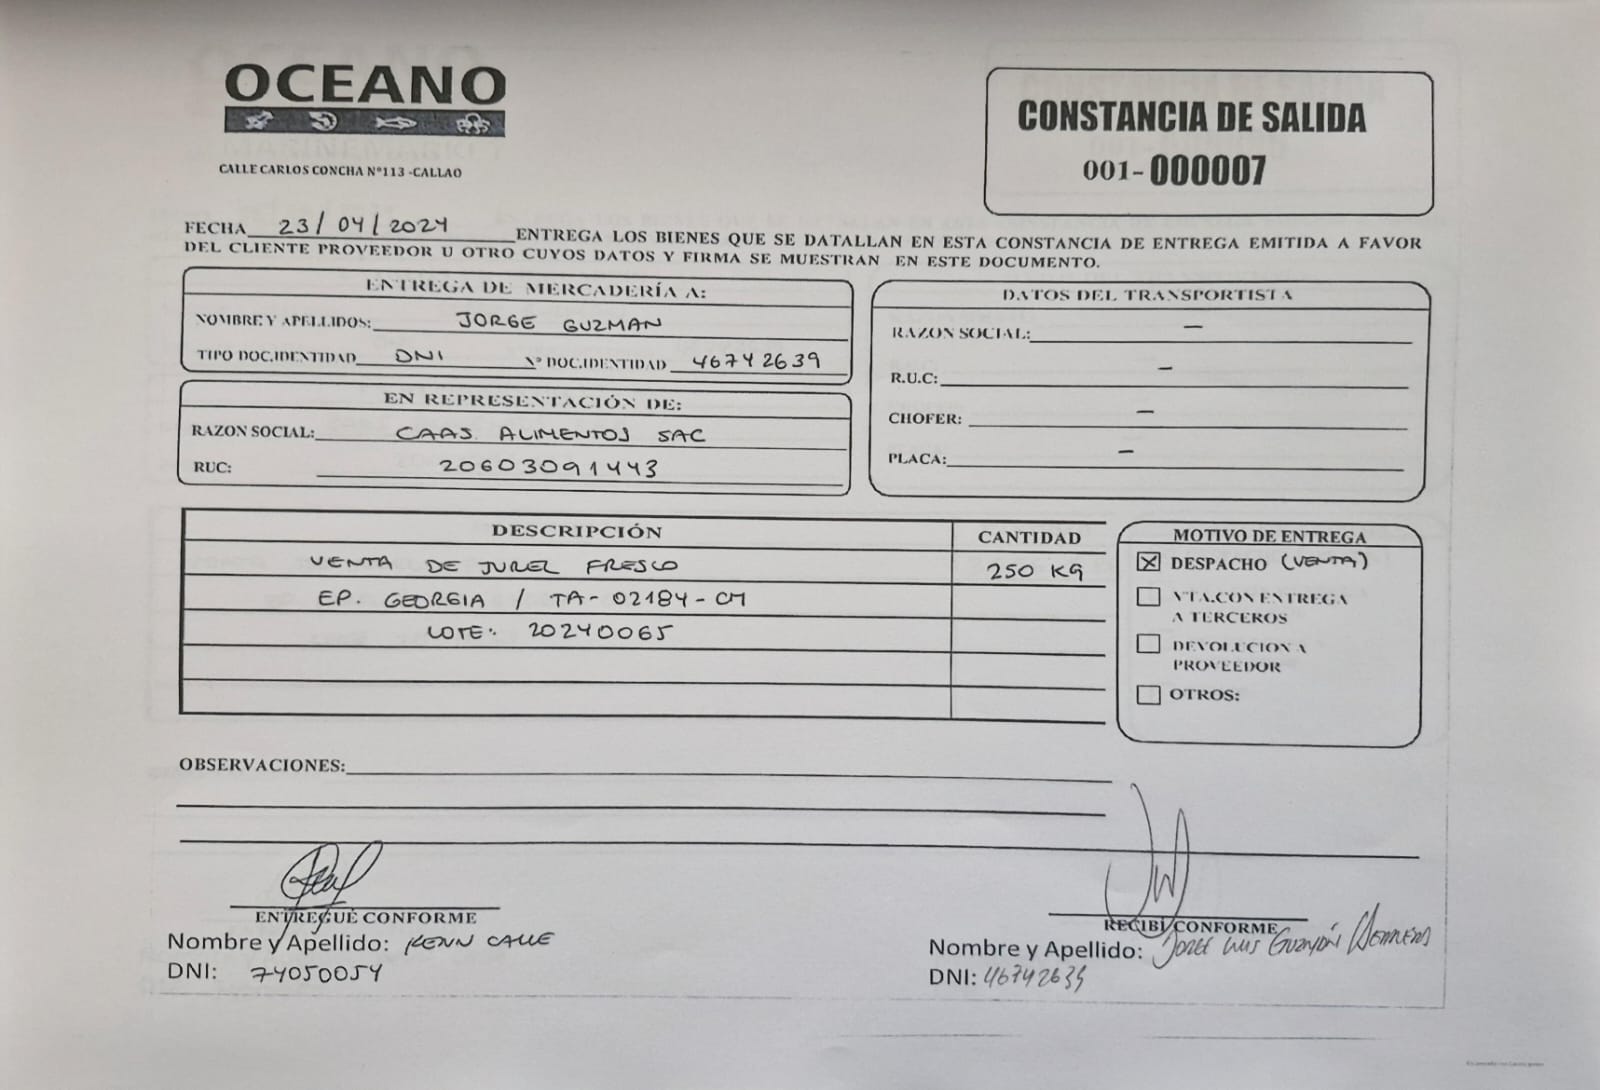 OCEANO
CALLE CARLOS CONCHA Nº113 -CALLAO
CONSTANCIA DE SALIDA
001-000007
FECHA 23/04/2024 ENTREGA LOS BIENES QUE SE DATALLAN EN ESTA CONSTANCIA DE ENTREGA EMITIDA A FAVOR
DEL CLIENTE PROVEEDOR U OTRO CUYOS DATOS Y FIRMA SE MUESTRAN EN ESTE DOCUMENTO.
ENTREGA DE MERCADERÍA A:
NOMBRE Y APELLIDOS: JORGE GUZMAN
TIPO DOC.IDENTIDAD DNI Nº DOC.IDENTIDAD 46742639
EN REPRESENTACIÓN DE:
RAZON SOCIAL: CAAS ALIMENTOS SAC
RUC: 20603091443
DATOS DEL TRANSPORTISTA
RAZON SOCIAL: —
R.U.C: —
CHOFER: —
PLACA: —
DESCRIPCIÓN CANTIDAD
VENTA DE JUREL FRESCO 250 KG
EP. GEORGIA / TA-02184-CM
LOTE: 20240065
MOTIVO DE ENTREGA
DESPACHO (VENTA)
VTA.CON ENTREGA
A TERCEROS
DEVOLUCION A
PROVEEDOR
OTROS:
OBSERVACIONES:
ENTREGUÉ CONFORME
Nombre y Apellido: KENN CALLE
DNI: 74050054
RECIBÍ CONFORME
Nombre y Apellido: JORGE LUIS GUZMÁN HERRERA
DNI: 46742639